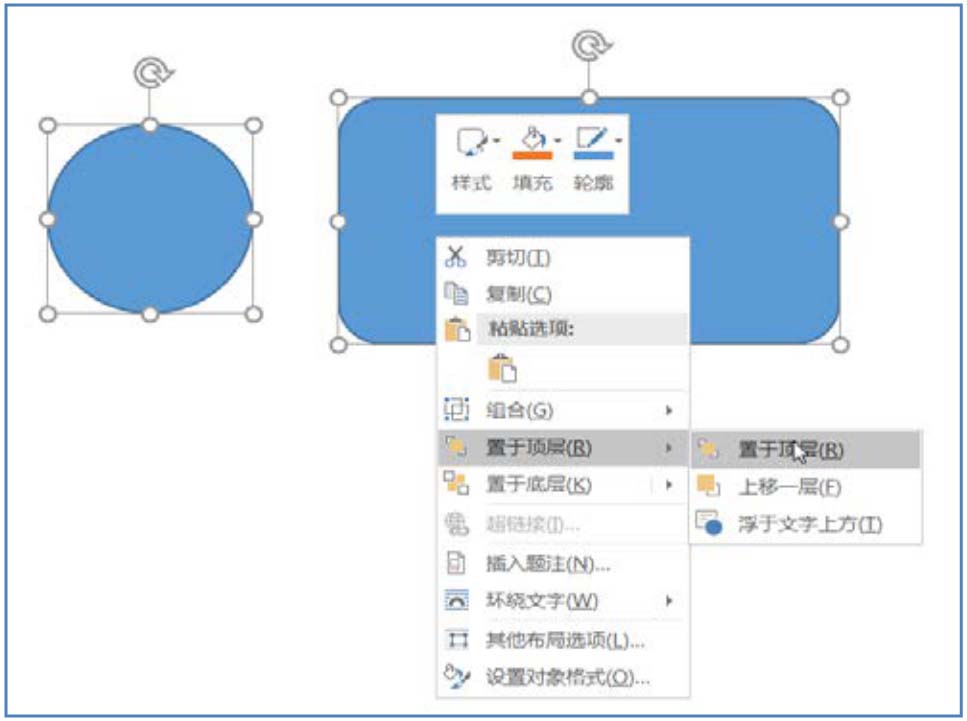 样式 填充 轮廓
剪切(T)
复制(C)
粘贴选项:
组合(G)
置于顶层(R)
置于顶层(R)
置于底层(K)
上移一层(F)
超链接(I)...
浮于文字上方(T)
插入题注(N)...
环绕文字(W)
其他布局选项(L)...
设置对象格式(O)...